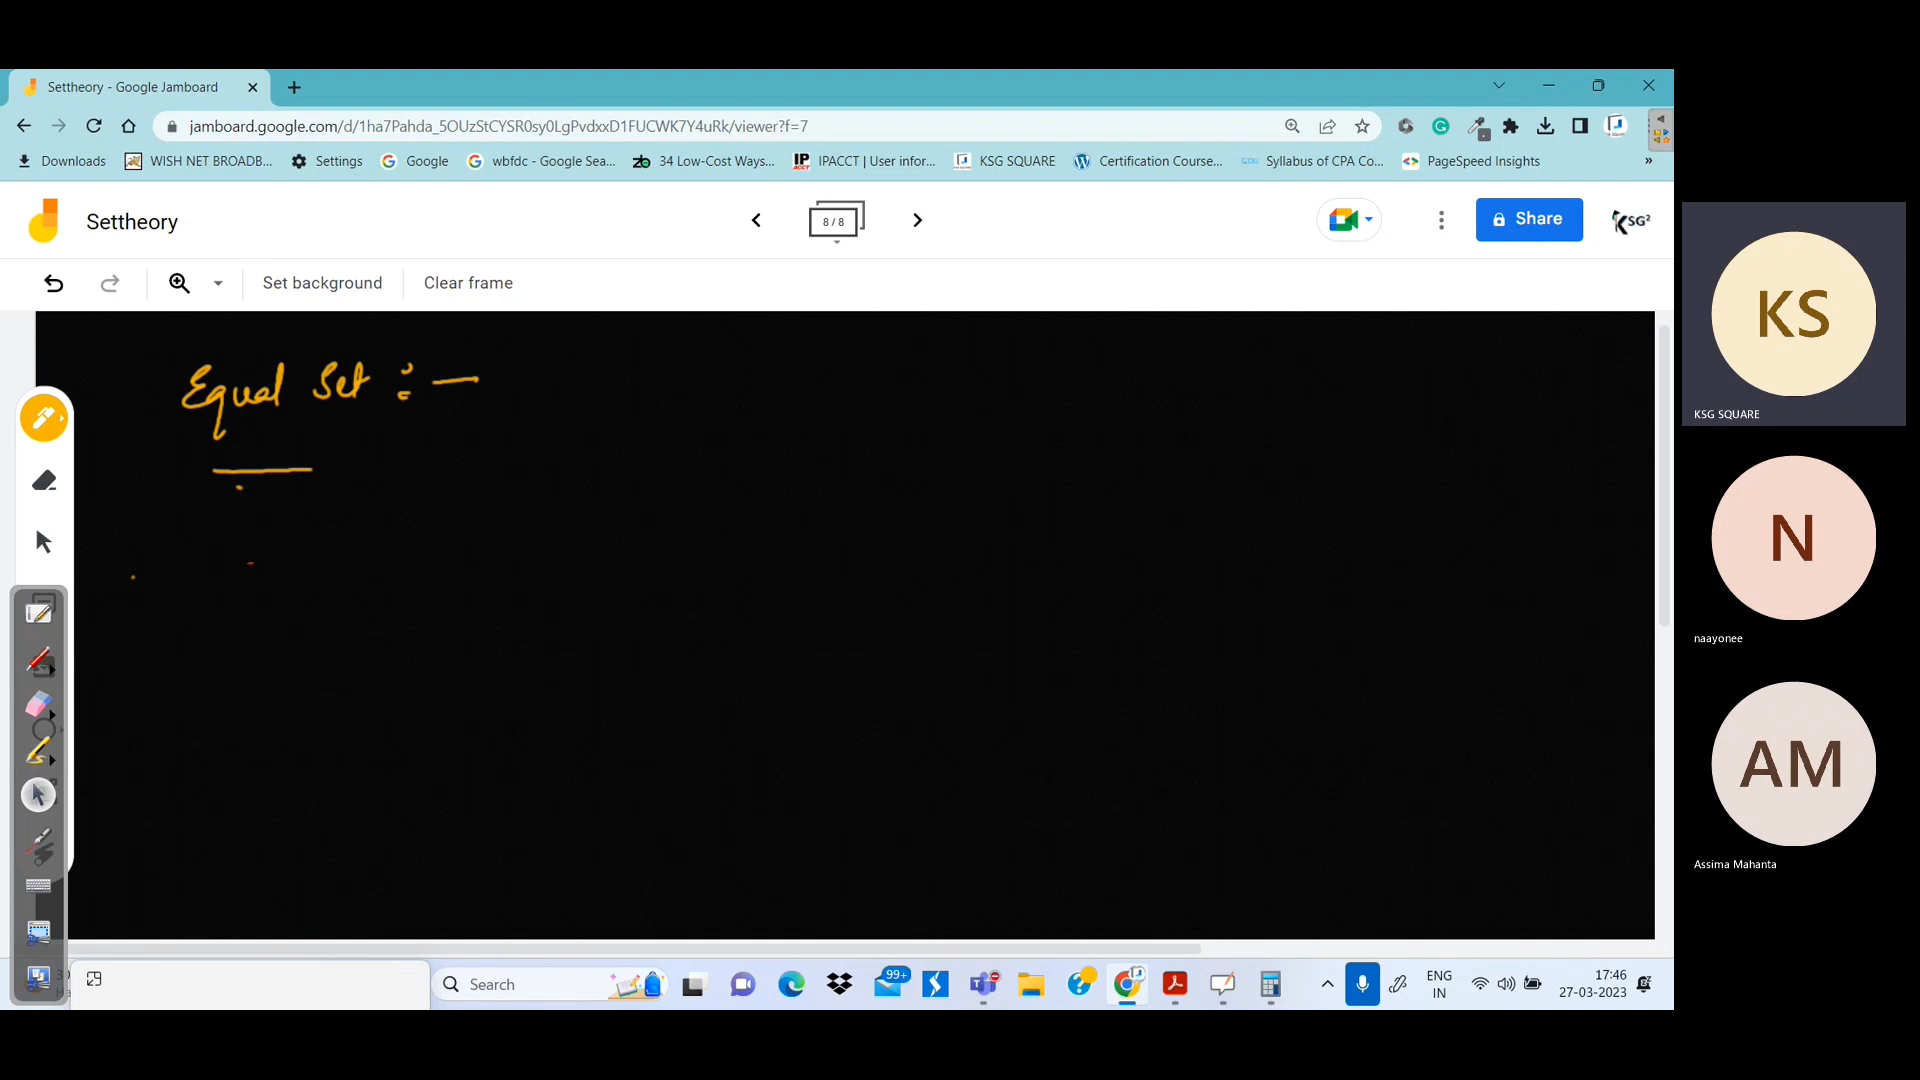 Settheory - Google Jamboard
jamboard.google.com/d/1ha7Pahda_5OUzStCYSR0sy0LgPvdxxD1FUCWK7Y4uRk/viewer?f=7
Downloads WISH NET BROADB... Settings Google wbfdc - Google Sea... 34 Low-Cost Ways... IPACCT | User infor... KSG SQUARE Certification Course... Syllabus of CPA Co... PageSpeed Insights »
Settheory 8 / 8 Share KSG²
Set background Clear frame
Equal Set :-
KS
KSG SQUARE
N
naayonee
AM
Assima Mahanta
Search 99+ ENG IN 17:46 27-03-2023